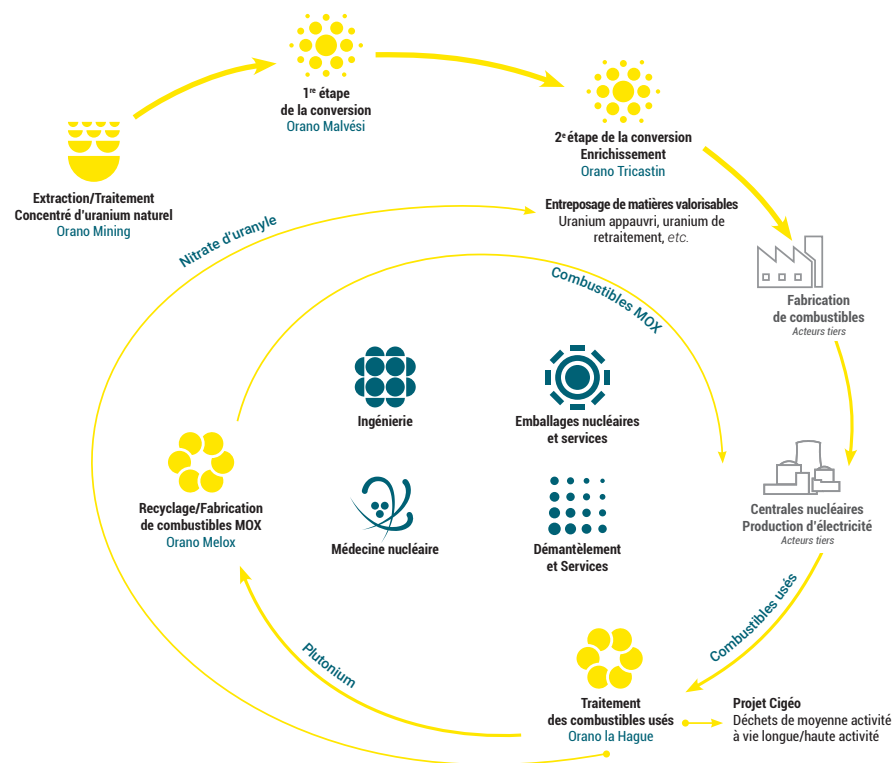 1re étape
de la conversion
Orano Malvési
2e étape de la conversion
Enrichissement
Orano Tricastin
Extraction/Traitement
Concentré d'uranium naturel
Orano Mining
Entreposage de matières valorisables
Uranium appauvri, uranium de
retraitement, etc.
Nitrate d'uranyle
Combustibles MOX
Fabrication
de combustibles
Acteurs tiers
Ingénierie
Emballages nucléaires
et services
Recyclage/Fabrication
de combustibles MOX
Orano Melox
Médecine nucléaire
Démantèlement
et Services
Centrales nucléaires
Production d'électricité
Acteurs tiers
Combustibles usés
Plutonium
Traitement
des combustibles usés
Orano la Hague
Projet Cigéo
Déchets de moyenne activité
à vie longue/haute activité